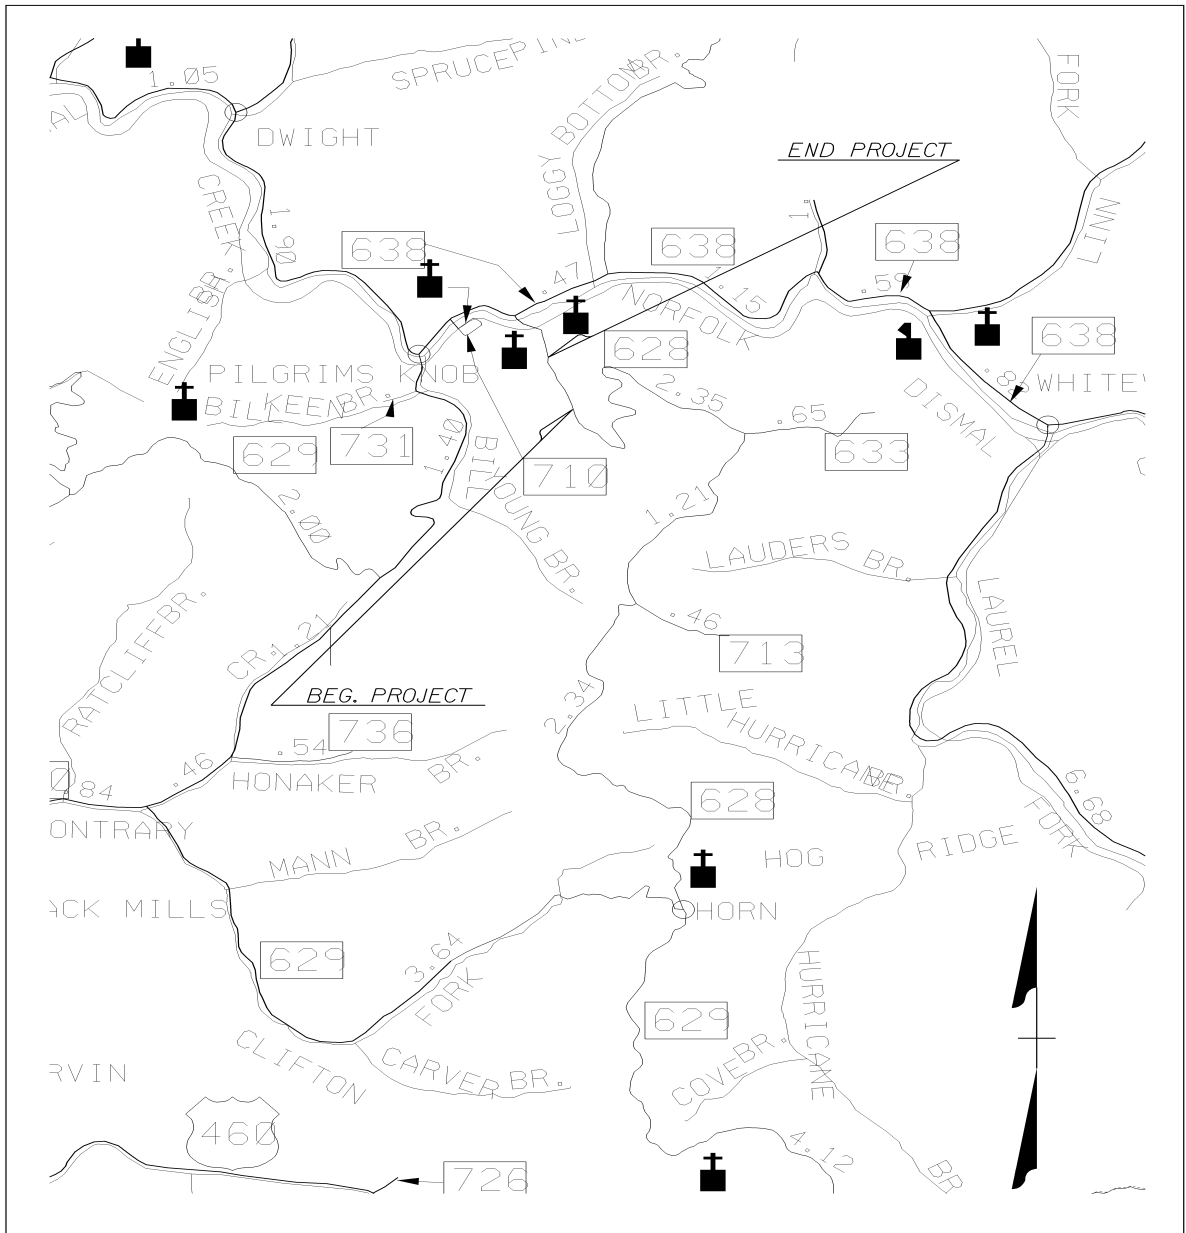 1.05
SPRUCEPINE
LOGGY BOTTOM BR.
FORK
DWIGHT
END PROJECT
CREEK
1.90
638
.47
638
.15
638
.59
LINN
ENGLISH BR.
NORFOLK
628
638
PILGRIMS KNOB
KEEN BR.
BILL
2.35
.65
DISMAL
629
731
1.40
BILL
YOUNG BR.
710
633
2.00
1.21
LAUDERS BR.
RATCLIFF BR.
.46
LAUREL
CR.
1.21
713
BEG. PROJECT
736
2.34
LITTLE
HURRICANE BR.
.54
.46
.84
HONAKER BR.
628
6.68
FORK
ONTRARY
MANN BR.
HOG
RIDGE
ACK MILLS
HORN
629
3.64
FORK
629
HURRICANE
CLIFTON
CARVER BR.
COVE BR.
RVIN
460
4.12
BR
726